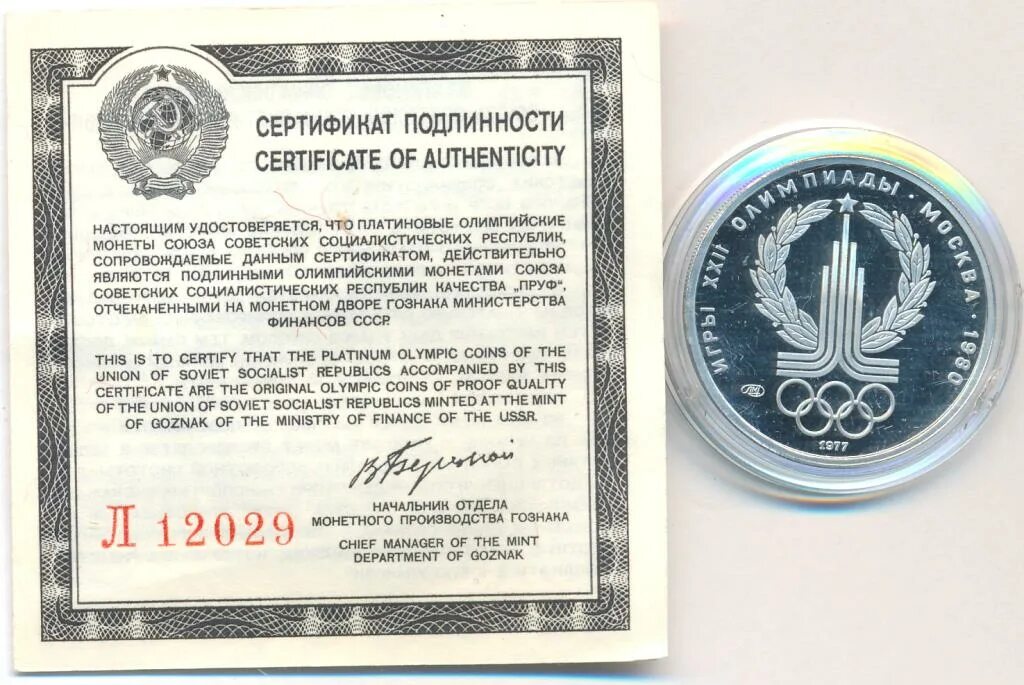 СЕРТИФИКАТ ПОДЛИННОСТИ
CERTIFICATE OF AUTHENTICITY
НАСТОЯЩИМ УДОСТОВЕРЯЕТСЯ, ЧТО ПЛАТИНОВЫЕ ОЛИМПИЙСКИЕ
МОНЕТЫ СОЮЗА СОВЕТСКИХ СОЦИАЛИСТИЧЕСКИХ РЕСПУБЛИК,
СОПРОВОЖДАЕМЫЕ ДАННЫМ СЕРТИФИКАТОМ, ДЕЙСТВИТЕЛЬНО
ЯВЛЯЮТСЯ ПОДЛИННЫМИ ОЛИМПИЙСКИМИ МОНЕТАМИ СОЮЗА
СОВЕТСКИХ СОЦИАЛИСТИЧЕСКИХ РЕСПУБЛИК КАЧЕСТВА „ПРУФ“,
ОТЧЕКАНЕННЫМИ НА МОНЕТНОМ ДВОРЕ ГОЗНАКА МИНИСТЕРСТВА
ФИНАНСОВ СССР.
THIS IS TO CERTIFY THAT THE PLATINUM OLYMPIC COINS OF THE
UNION OF SOVIET SOCIALIST REPUBLICS ACCOMPANIED BY THIS
CERTIFICATE ARE THE ORIGINAL OLYMPIC COINS OF PROOF QUALITY
OF THE UNION OF SOVIET SOCIALIST REPUBLICS MINTED AT THE MINT
OF GOZNAK OF THE MINISTRY OF FINANCE OF THE U.S.S.R.
НАЧАЛЬНИК ОТДЕЛА
МОНЕТНОГО ПРОИЗВОДСТВА ГОЗНАКА
Л 12029
CHIEF MANAGER OF THE MINT
DEPARTMENT OF GOZNAK
ИГРЫ XXII ОЛИМПИАДЫ · МОСКВА · 1980
ЛМД
1977